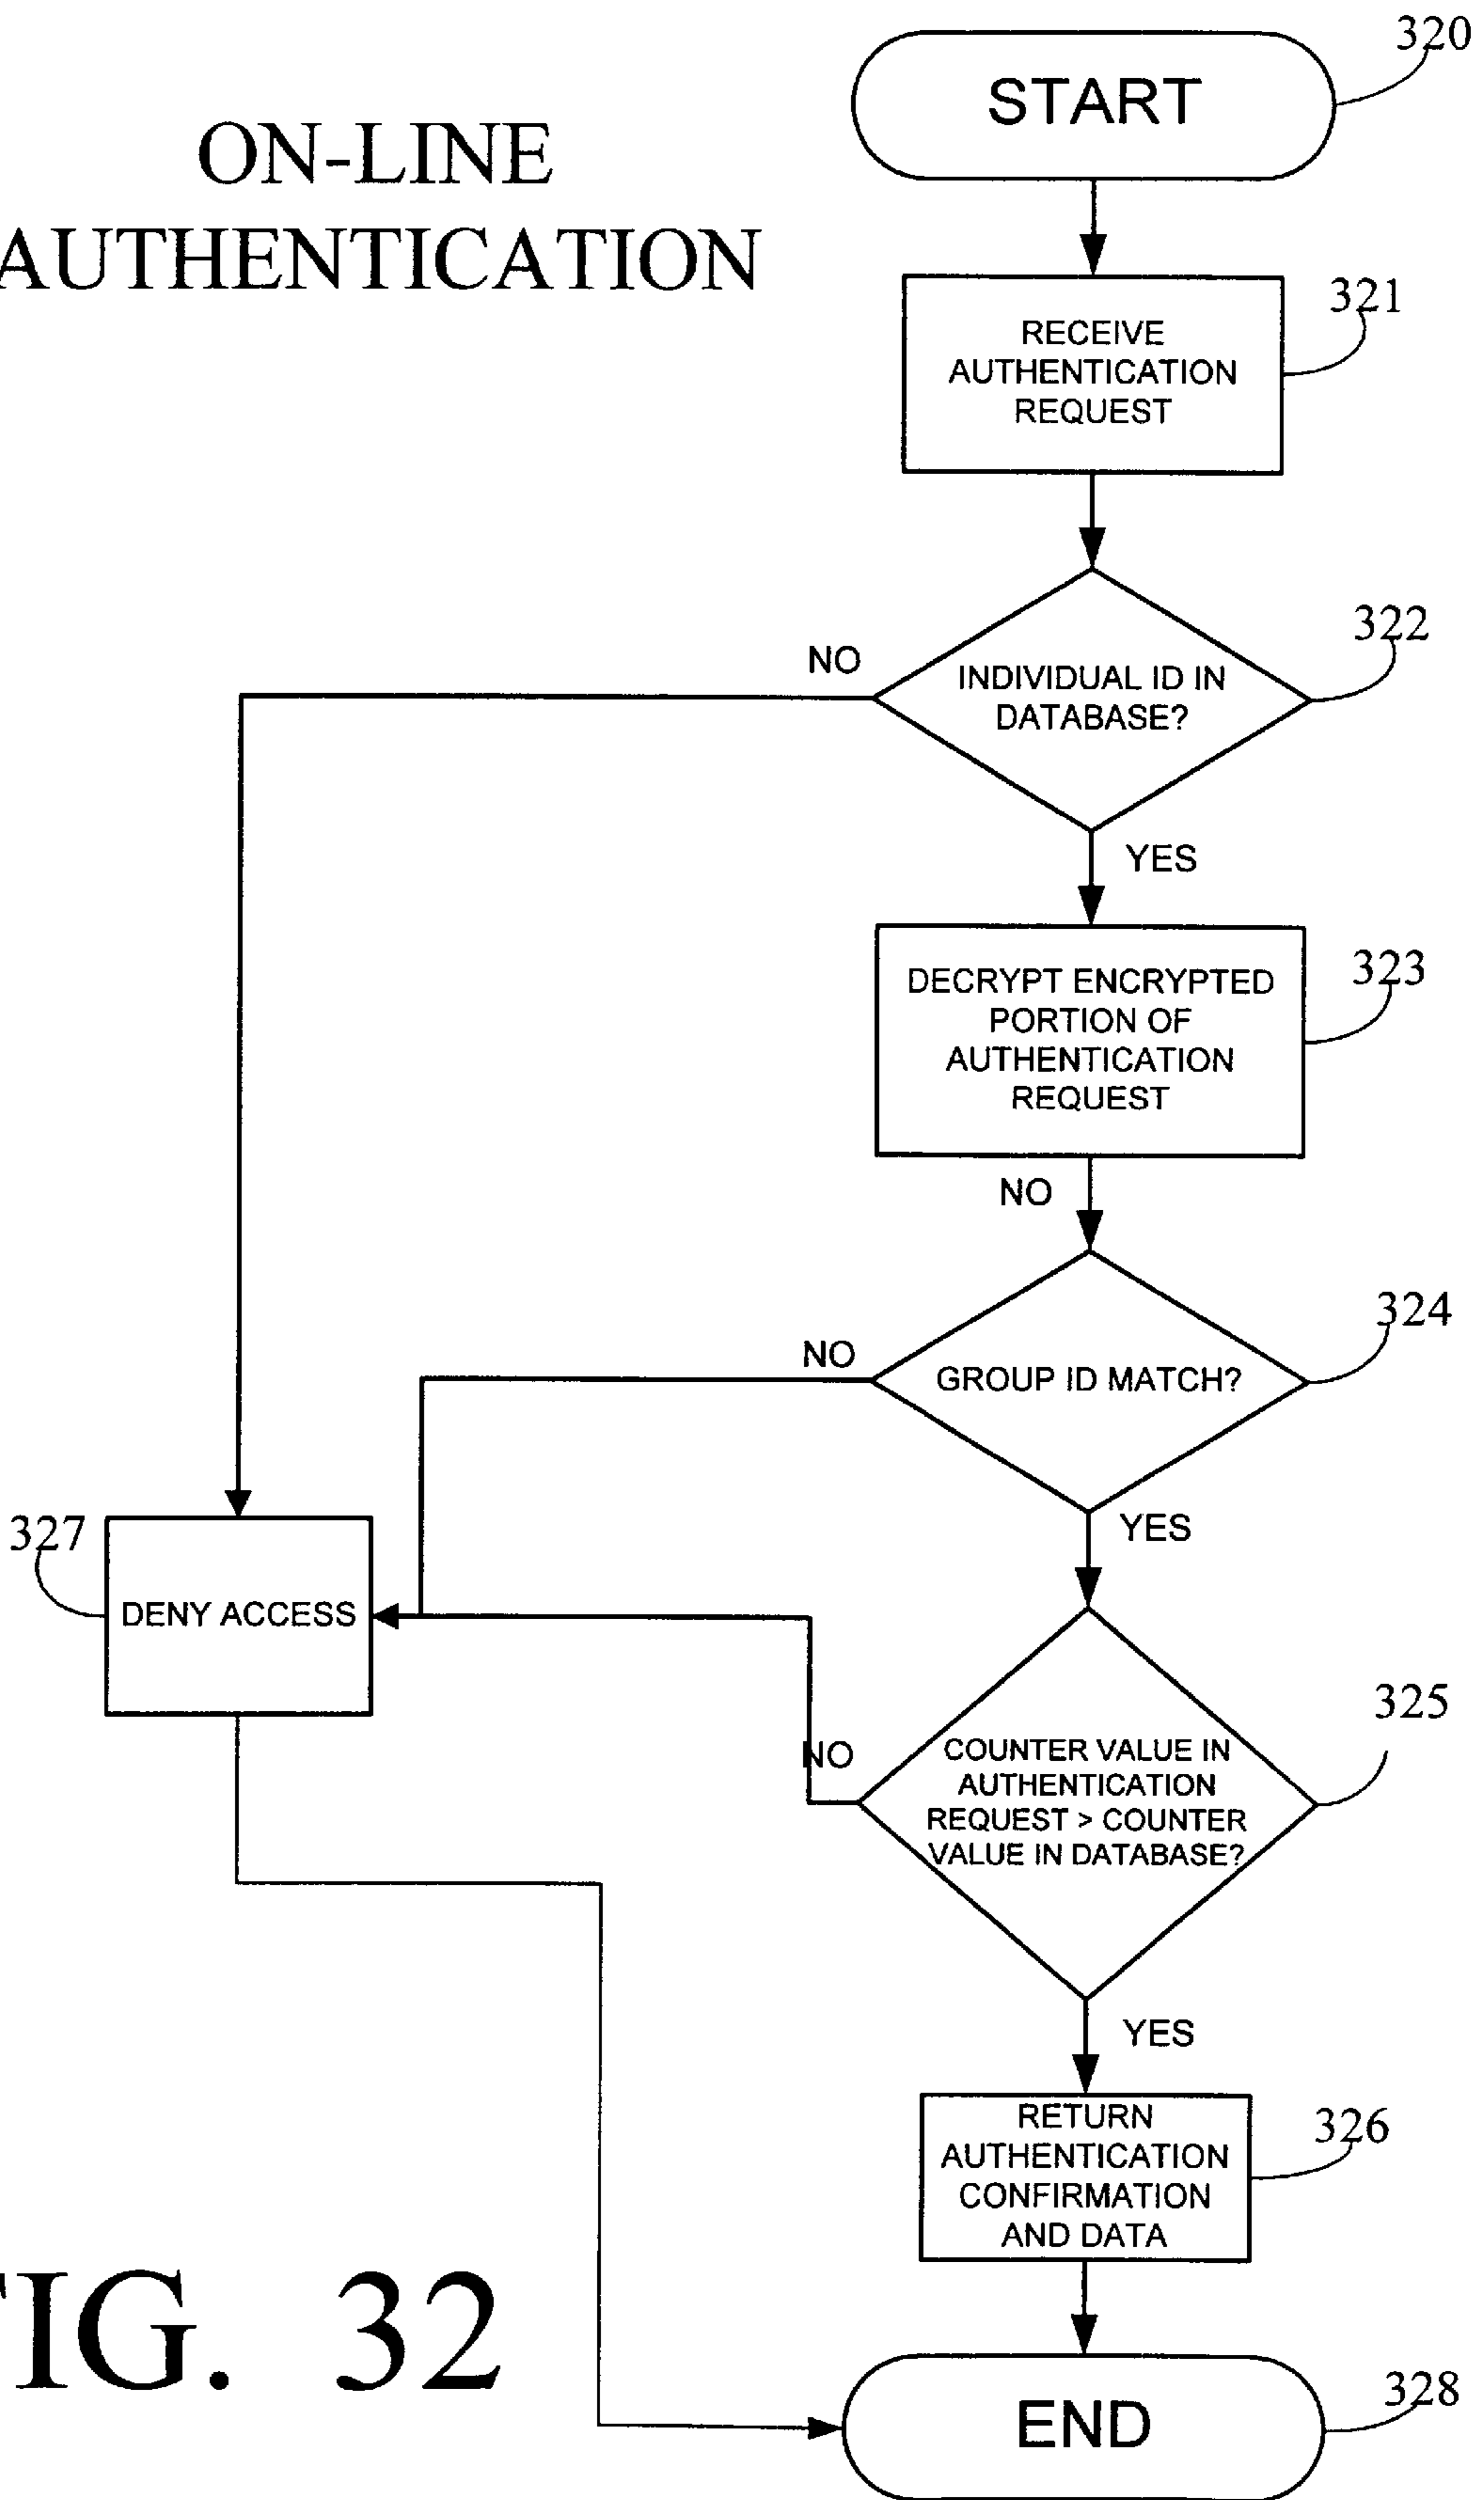 320
START
ON-LINE
AUTHENTICATION
321
RECEIVE
AUTHENTICATION
REQUEST
322
NO
INDIVIDUAL ID IN
DATABASE?
YES
323
DECRYPT ENCRYPTED
PORTION OF
AUTHENTICATION
REQUEST
NO
324
NO
GROUP ID MATCH?
YES
327
DENY ACCESS
325
NO
COUNTER VALUE IN
AUTHENTICATION
REQUEST > COUNTER
VALUE IN DATABASE?
YES
326
RETURN
AUTHENTICATION
CONFIRMATION
AND DATA
FIG. 32
328
END